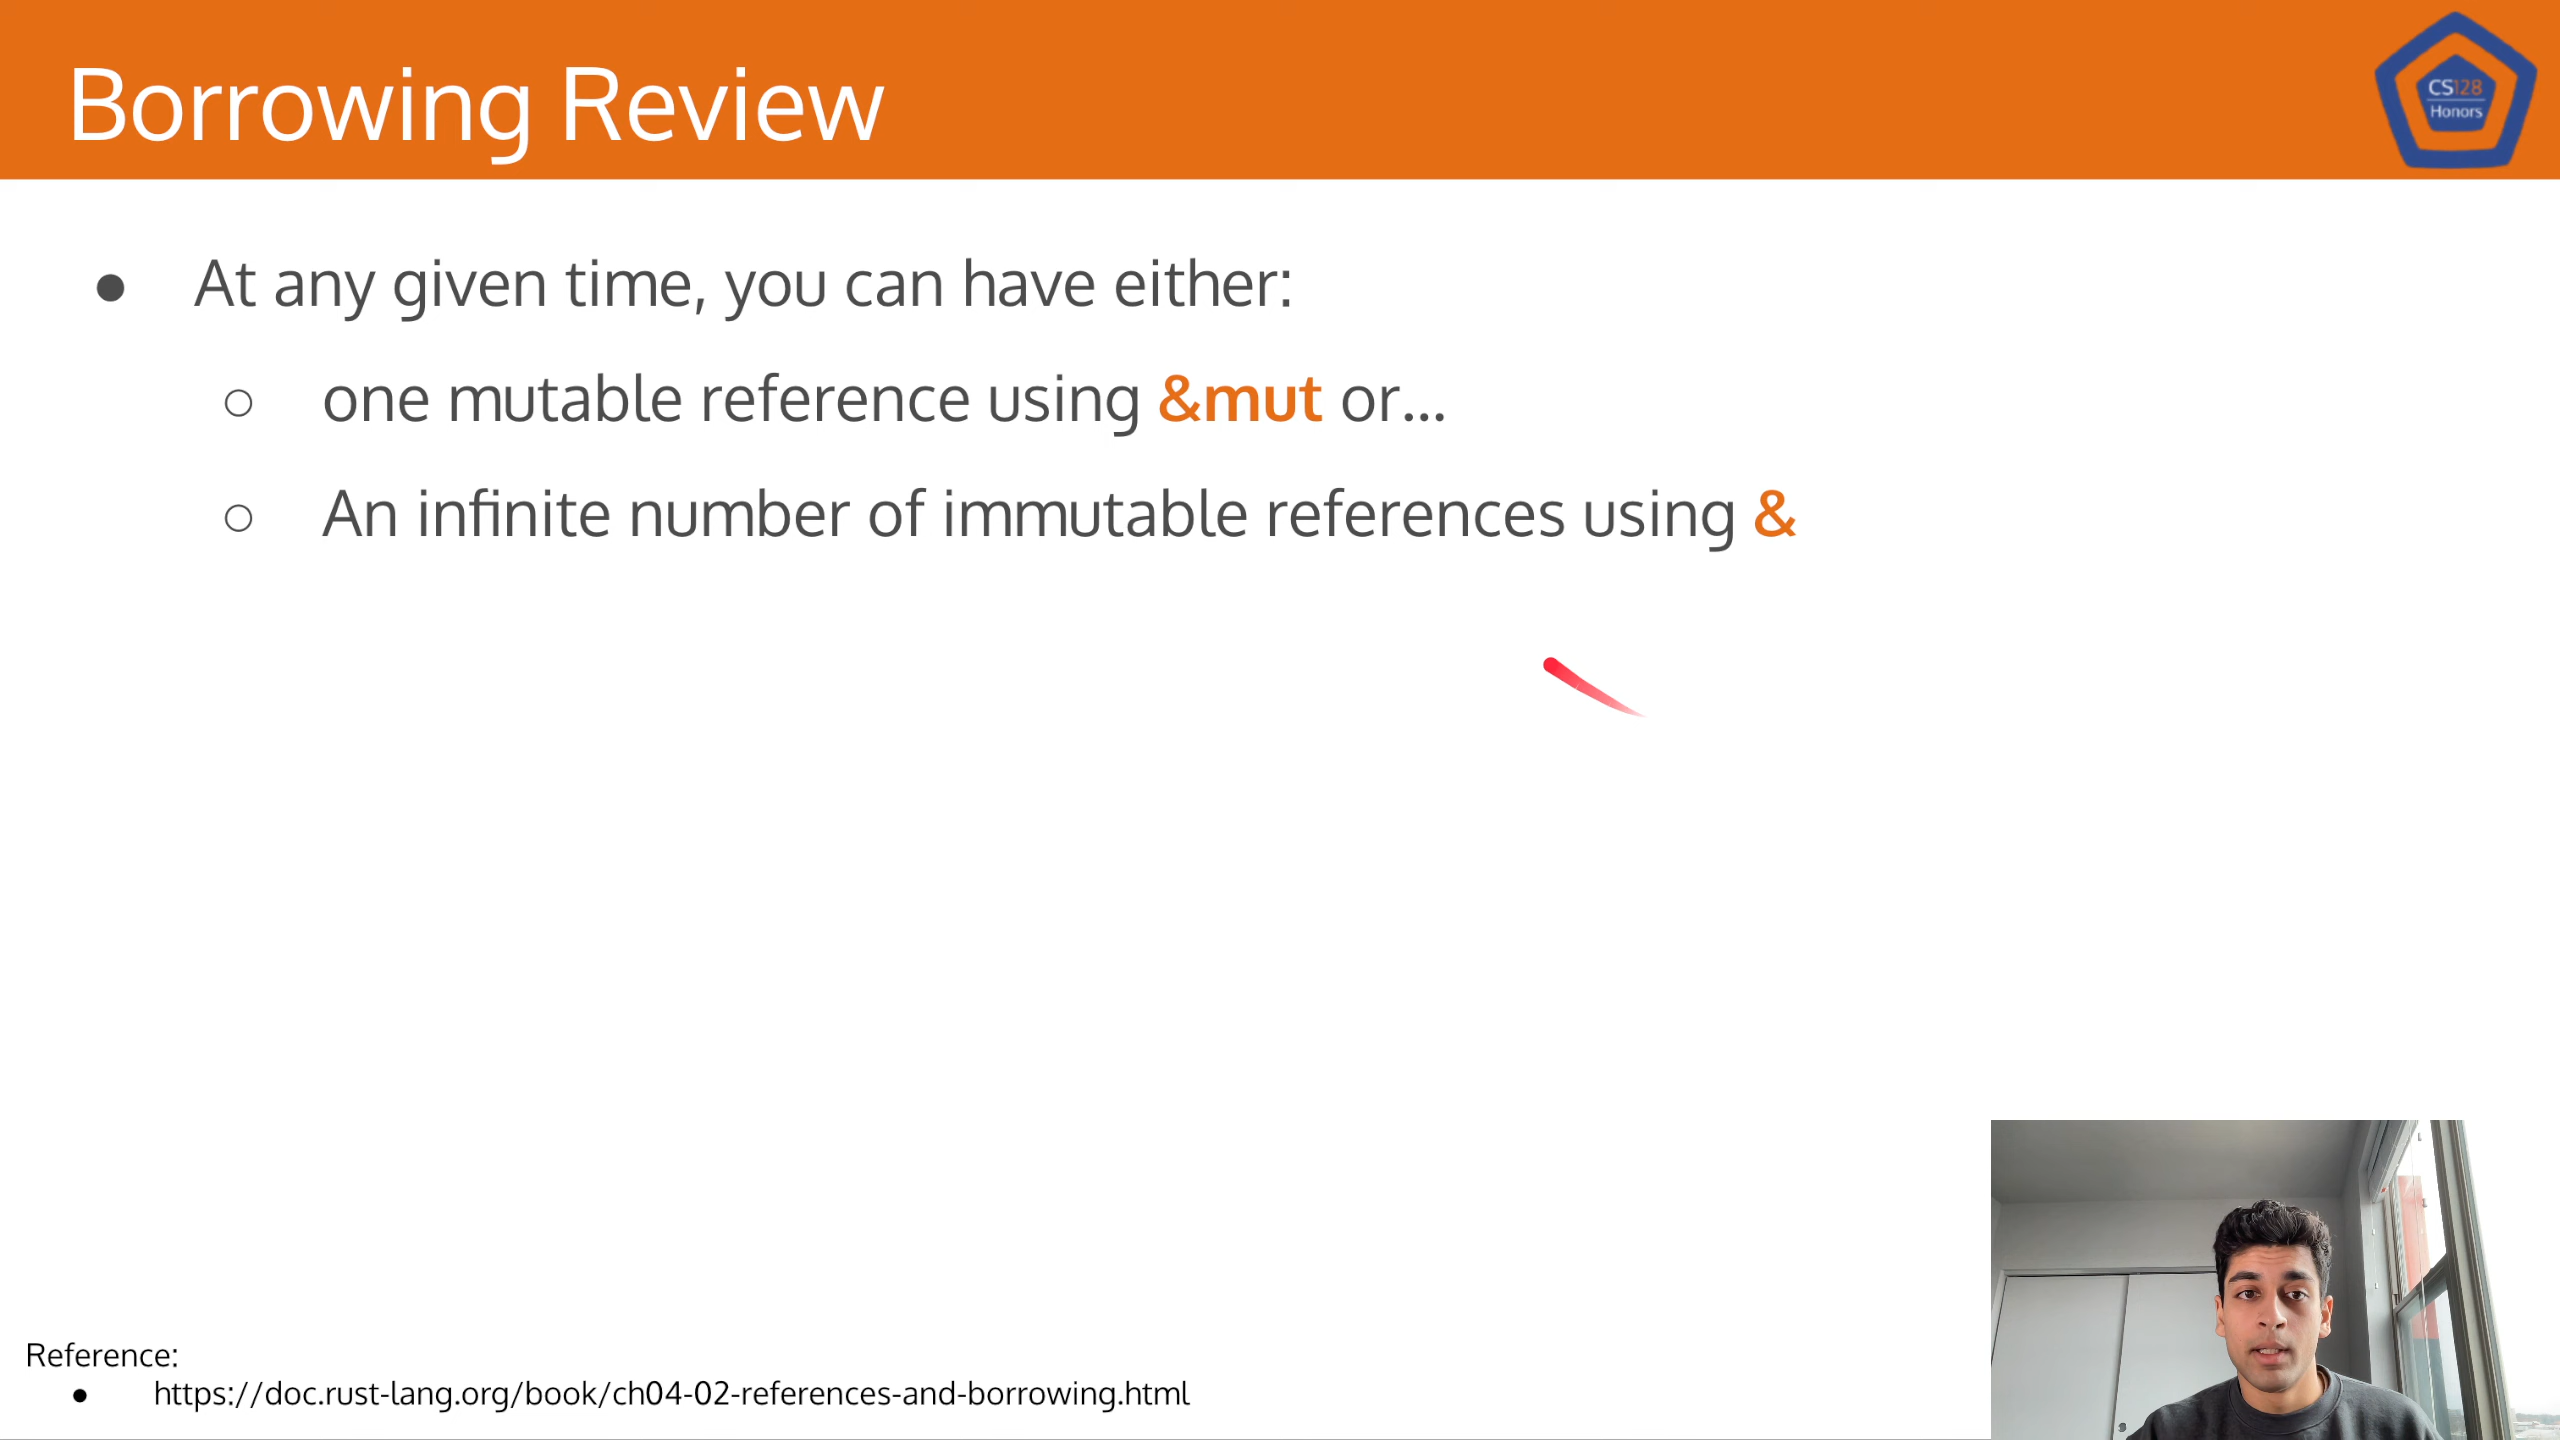 Borrowing Review
CS128
Honors
● At any given time, you can have either:
○ one mutable reference using &mut or...
○ An infinite number of immutable references using &
Reference:
● https://doc.rust-lang.org/book/ch04-02-references-and-borrowing.html